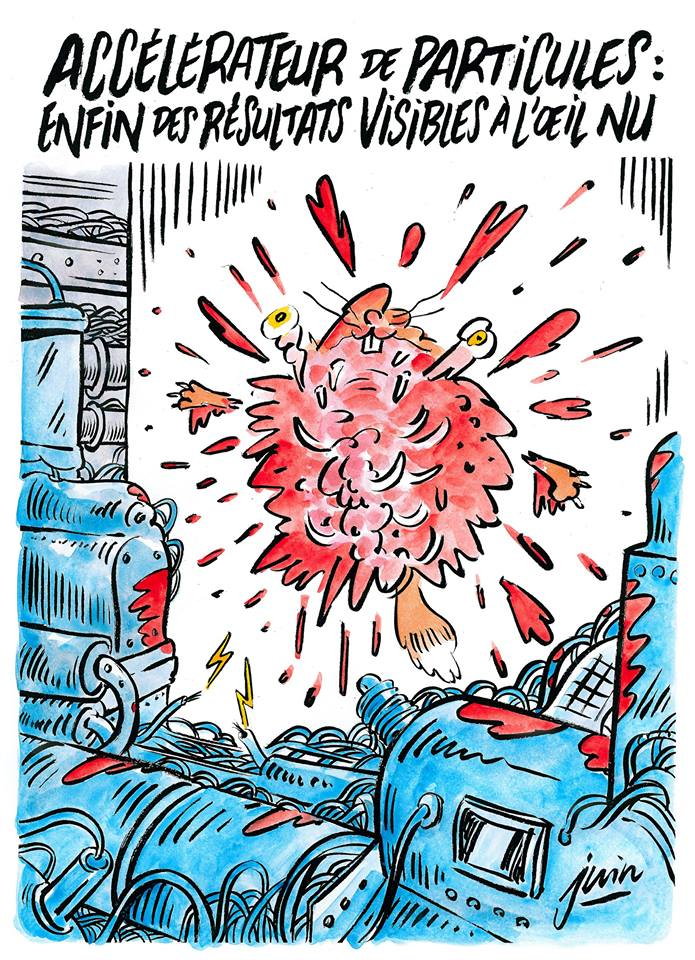 ACCÉLÉRATEUR DE PARTICULES :
ENFIN DES RÉSULTATS VISIBLES À L'ŒIL NU
juin